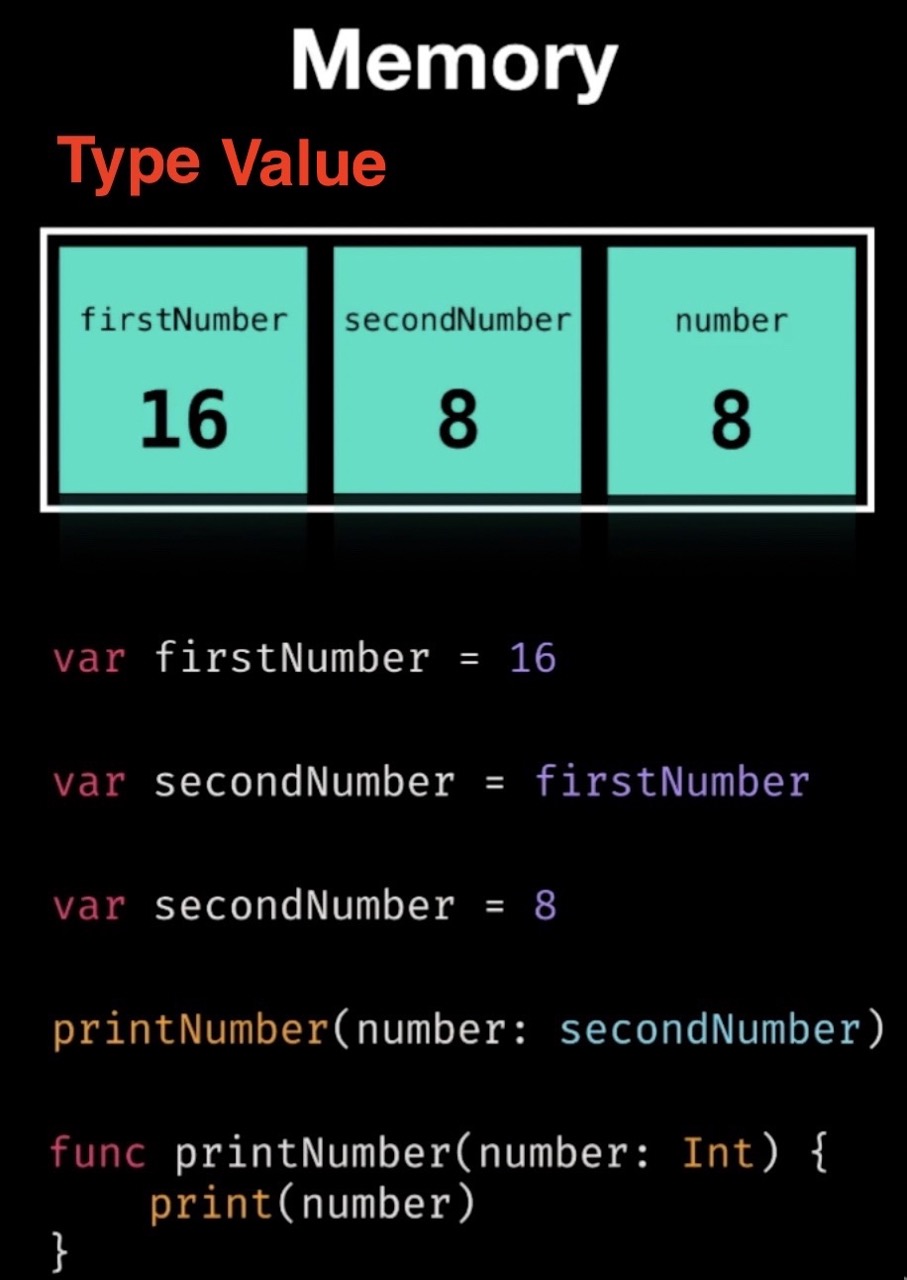 Memory
Type Value
firstNumber secondNumber number
16 8 8
var firstNumber = 16
var secondNumber = firstNumber
var secondNumber = 8
printNumber(number: secondNumber)
func printNumber(number: Int) {
    print(number)
}